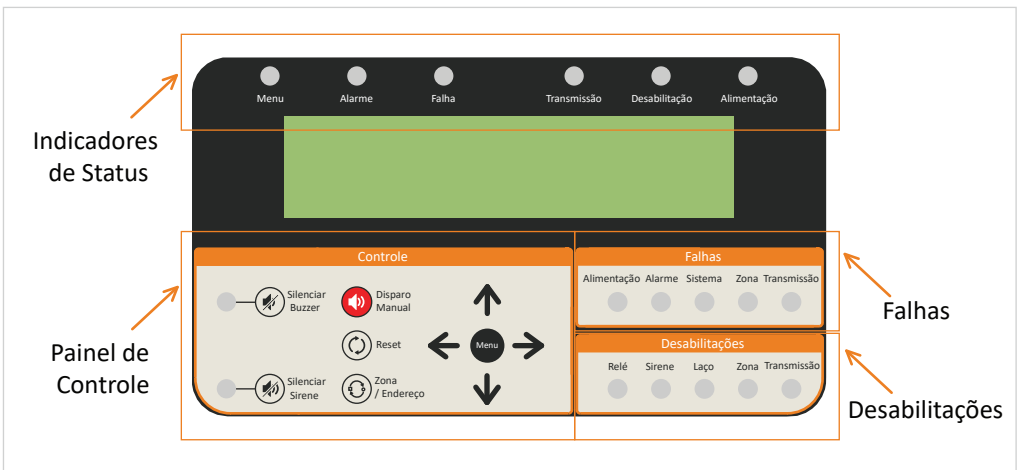 Menu Alarme Falha Transmissão Desabilitação Alimentação
Indicadores
de Status
Controle
Silenciar
Buzzer
Disparo
Manual
Reset
Menu
Silenciar
Sirene
Zona
/ Endereço
Falhas
Alimentação Alarme Sistema Zona Transmissão
Desabilitações
Relé Sirene Laço Zona Transmissão
Painel de
Controle
Falhas
Desabilitações